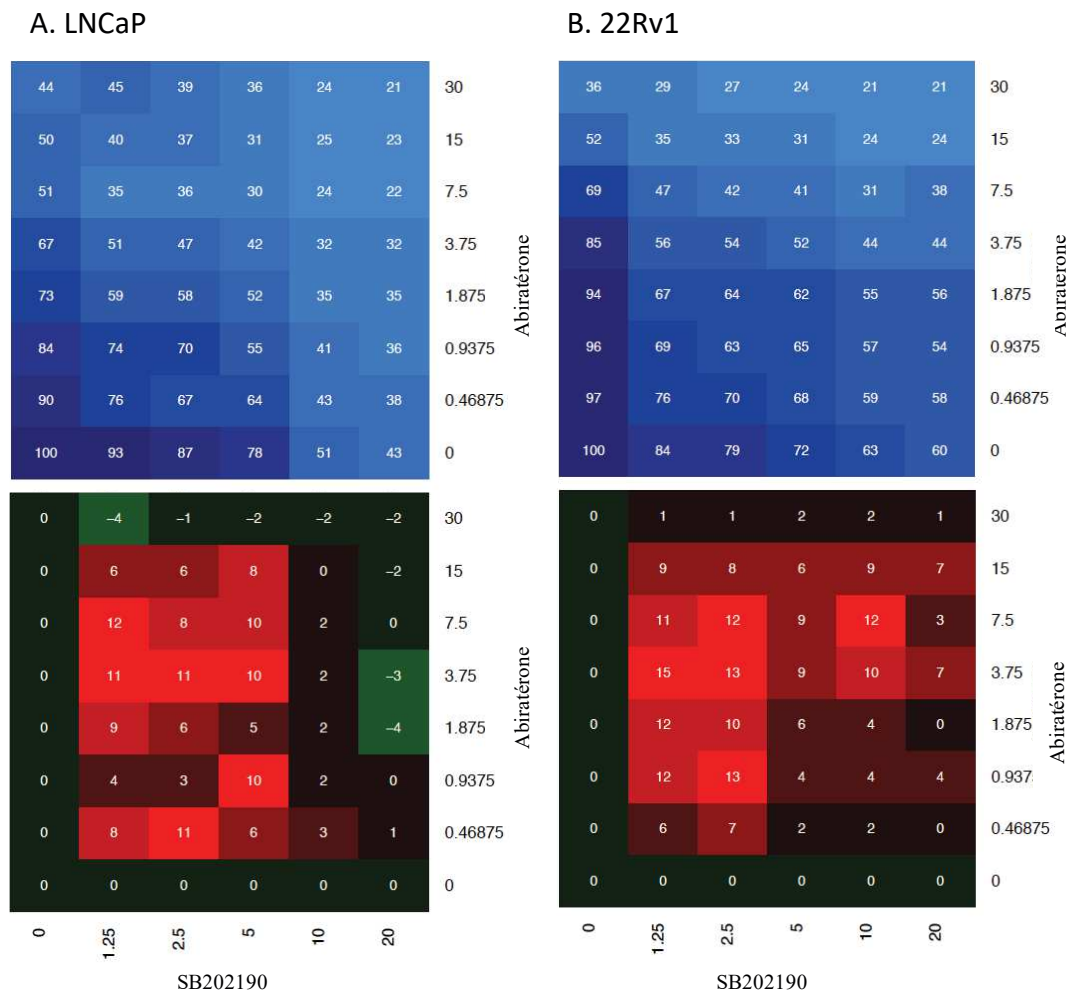 A. LNCaP
44 45 39 36 24 21 30
50 40 37 31 25 23 15
51 35 36 30 24 22 7.5
67 51 47 42 32 32 3.75
73 59 58 52 35 35 1.875
84 74 70 55 41 36 0.9375
90 76 67 64 43 38 0.46875
100 93 87 78 51 43 0
Abiratérone
0 −4 −1 −2 −2 −2 30
0 6 6 8 0 −2 15
0 12 8 10 2 0 7.5
0 11 11 10 2 −3 3.75
0 9 6 5 2 −4 1.875
0 4 3 10 2 0 0.9375
0 8 11 6 3 1 0.46875
0 0 0 0 0 0 0
Abiratérone
0 1.25 2.5 5 10 20
SB202190
B. 22Rv1
36 29 27 24 21 21 30
52 35 33 31 24 24 15
69 47 42 41 31 38 7.5
85 56 54 52 44 44 3.75
94 67 64 62 55 56 1.875
96 69 63 65 57 54 0.9375
97 76 70 68 59 58 0.46875
100 84 79 72 63 60 0
Abiratérone
0 1 1 2 2 1 30
0 9 8 6 9 7 15
0 11 12 9 12 3 7.5
0 15 13 9 10 7 3.75
0 12 10 6 4 0 1.875
0 12 13 4 4 4 0.937
0 6 7 2 2 0 0.46875
0 0 0 0 0 0 0
Abiratérone
0 1.25 2.5 5 10 20
SB202190